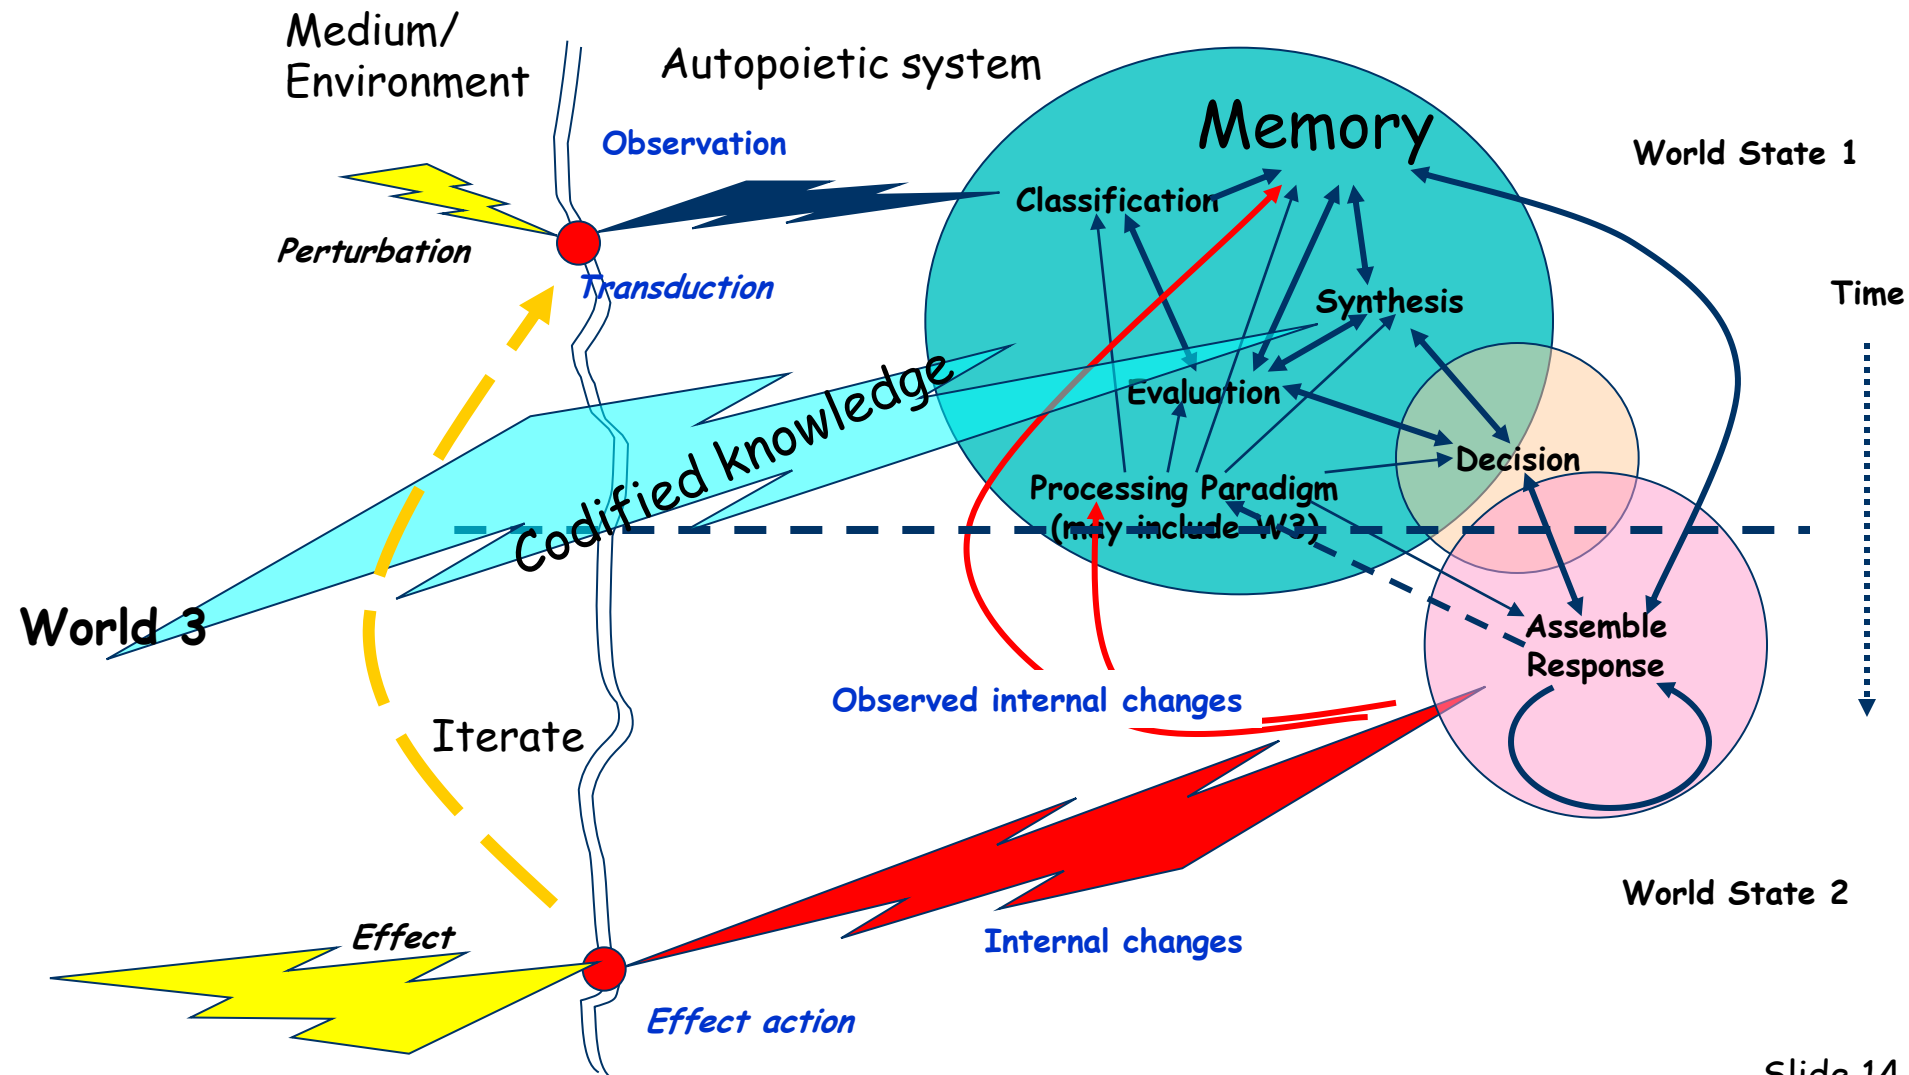 Medium/
Environment
Autopoietic system
Memory
Observation
World State 1
Classification
Perturbation
Transduction
Time
Synthesis
Evaluation
Codified knowledge
Decision
Processing Paradigm
(may include W3)
World 3
Assemble
Response
Observed internal changes
Iterate
World State 2
Effect
Internal changes
Effect action
Slide 14